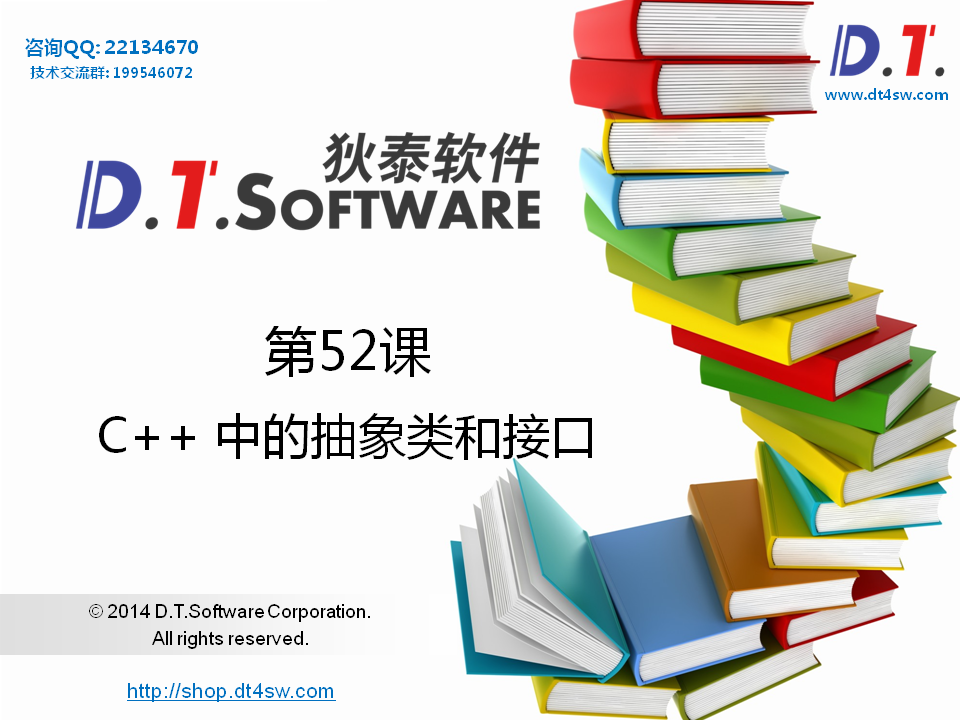 咨询QQ: 22134670
技术交流群: 199546072
D.T.
www.dt4sw.com
狄泰软件
D.T.SOFTWARE
第52课
C++ 中的抽象类和接口
© 2014 D.T.Software Corporation.
All rights reserved.
http://shop.dt4sw.com